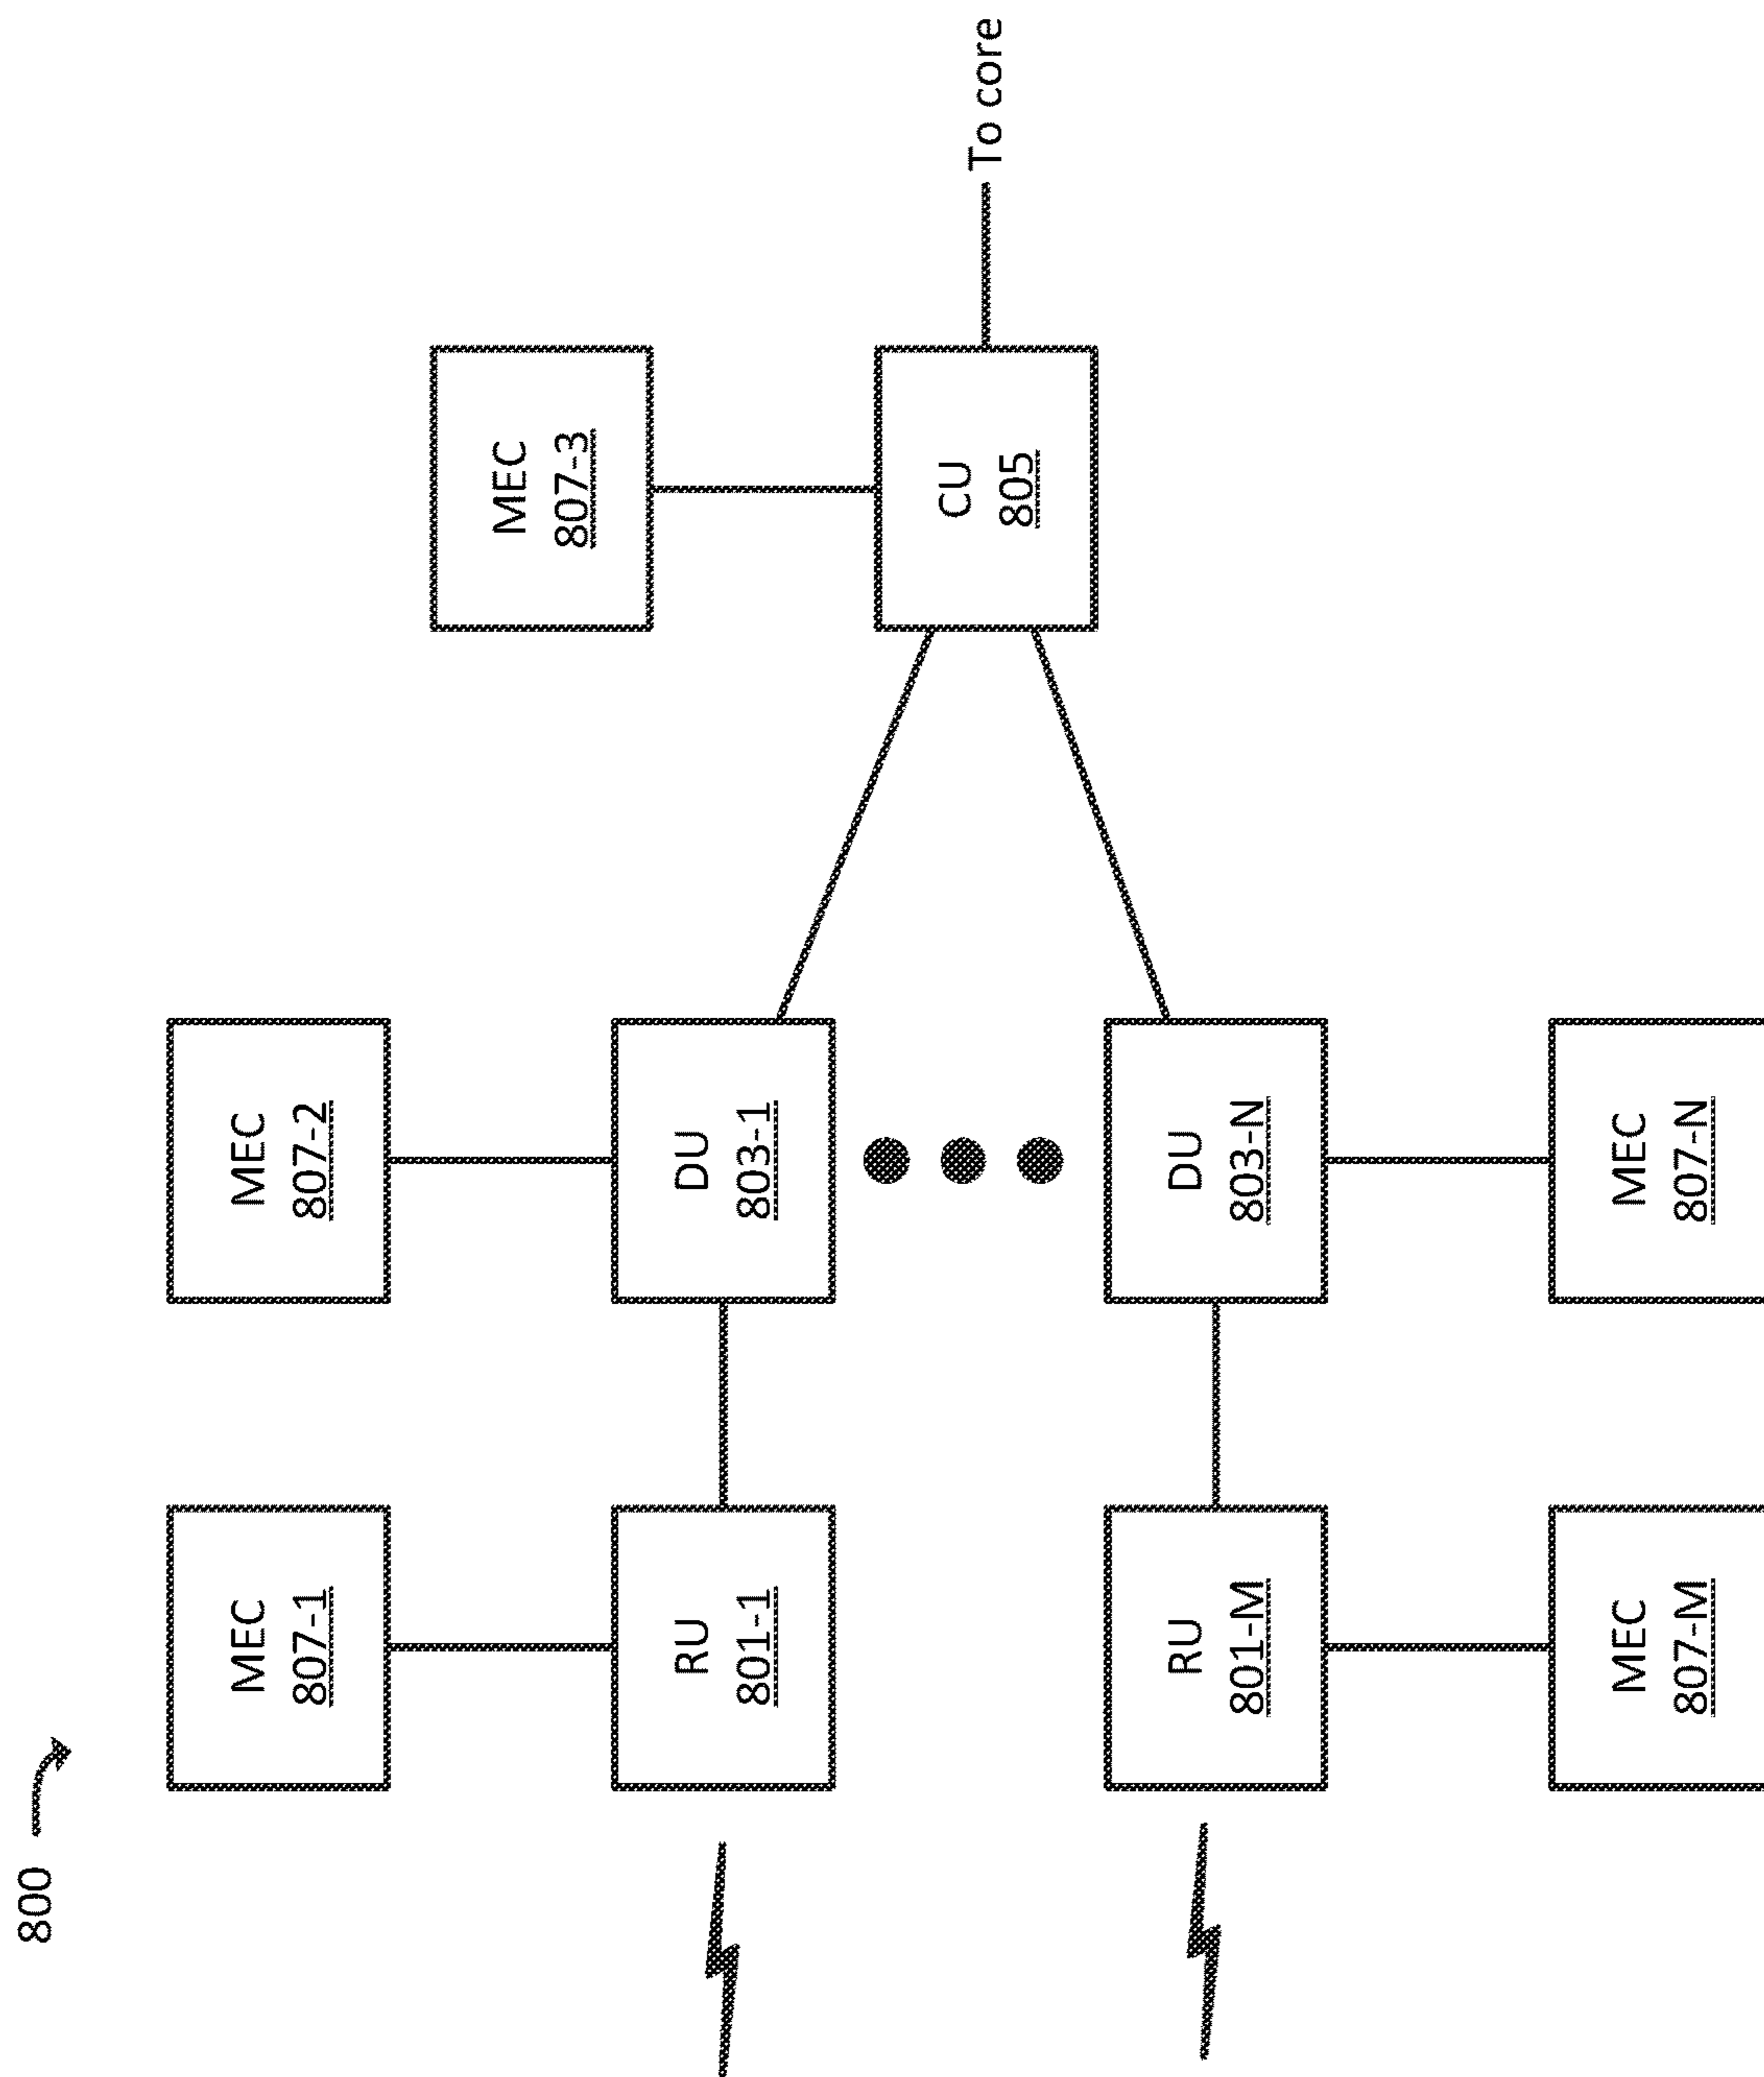 800
MEC
807-1
MEC
807-2
MEC
807-3
RU
801-1
DU
803-1
CU
805
To core
RU
801-M
DU
803-N
MEC
807-M
MEC
807-N